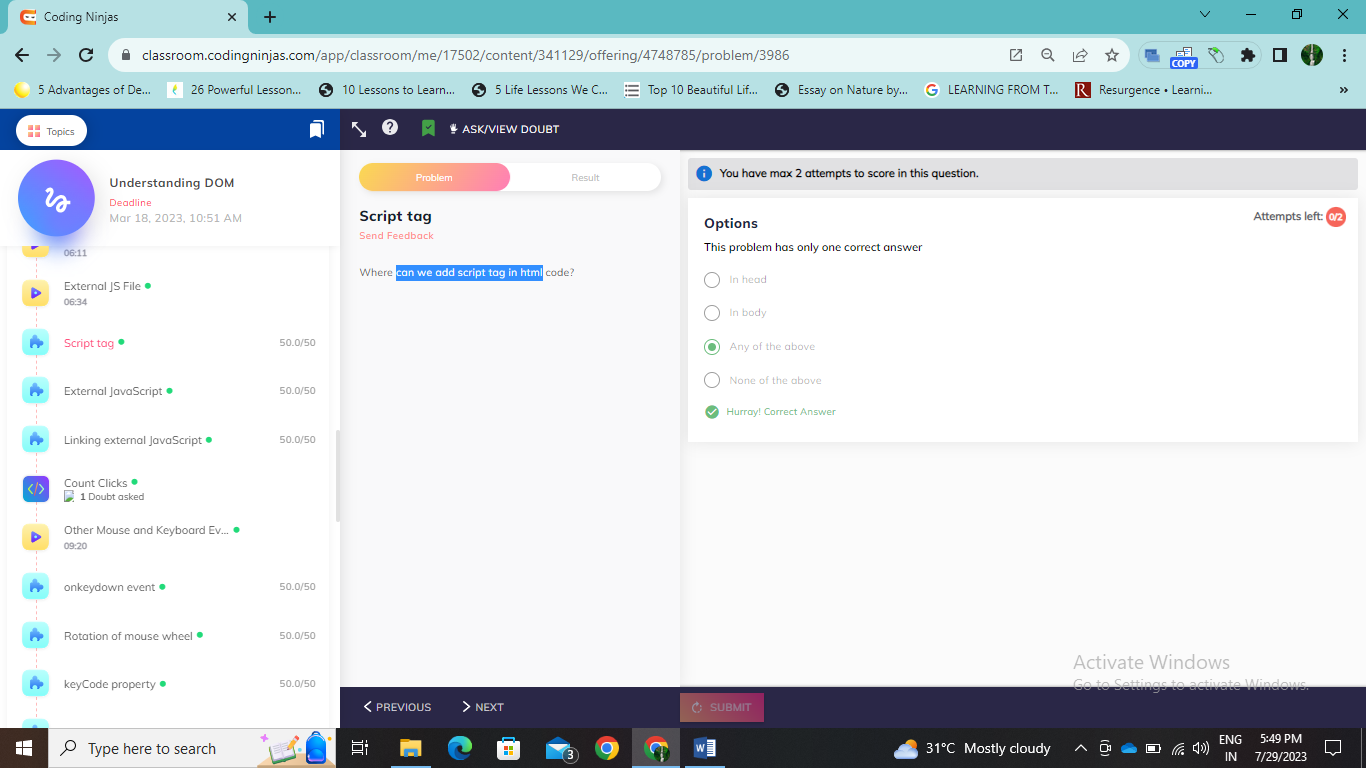 Coding Ninjas
classroom.codingninjas.com/app/classroom/me/17502/content/341129/offering/4748785/problem/3986
COPY
5 Advantages of De...
26 Powerful Lesson...
10 Lessons to Learn...
5 Life Lessons We C...
Top 10 Beautiful Lif...
Essay on Nature by...
LEARNING FROM T...
Resurgence • Learni...
Topics
ASK/VIEW DOUBT
Understanding DOM
Deadline
Mar 18, 2023, 10:51 AM
06:11
External JS File
06:34
Script tag 50.0/50
External JavaScript 50.0/50
Linking external JavaScript 50.0/50
Count Clicks
1 Doubt asked
Other Mouse and Keyboard Ev...
09:20
onkeydown event 50.0/50
Rotation of mouse wheel 50.0/50
keyCode property 50.0/50
Problem
Result
Script tag
Send Feedback
Where can we add script tag in html code?
You have max 2 attempts to score in this question.
Options
Attempts left: 0/2
This problem has only one correct answer
In head
In body
Any of the above
None of the above
Hurray! Correct Answer
Activate Windows
Go to Settings to activate Windows.
PREVIOUS
NEXT
SUBMIT
Type here to search
3
31°C Mostly cloudy
ENG
IN
5:49 PM
7/29/2023